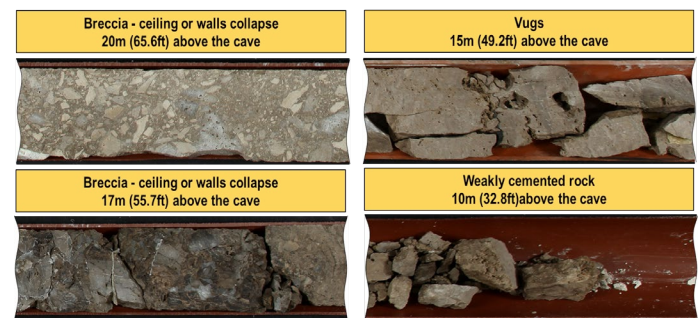 Breccia - ceiling or walls collapse
20m (65.6ft) above the cave
Vugs
15m (49.2ft) above the cave
Breccia - ceiling or walls collapse
17m (55.7ft) above the cave
Weakly cemented rock
10m (32.8ft)above the cave